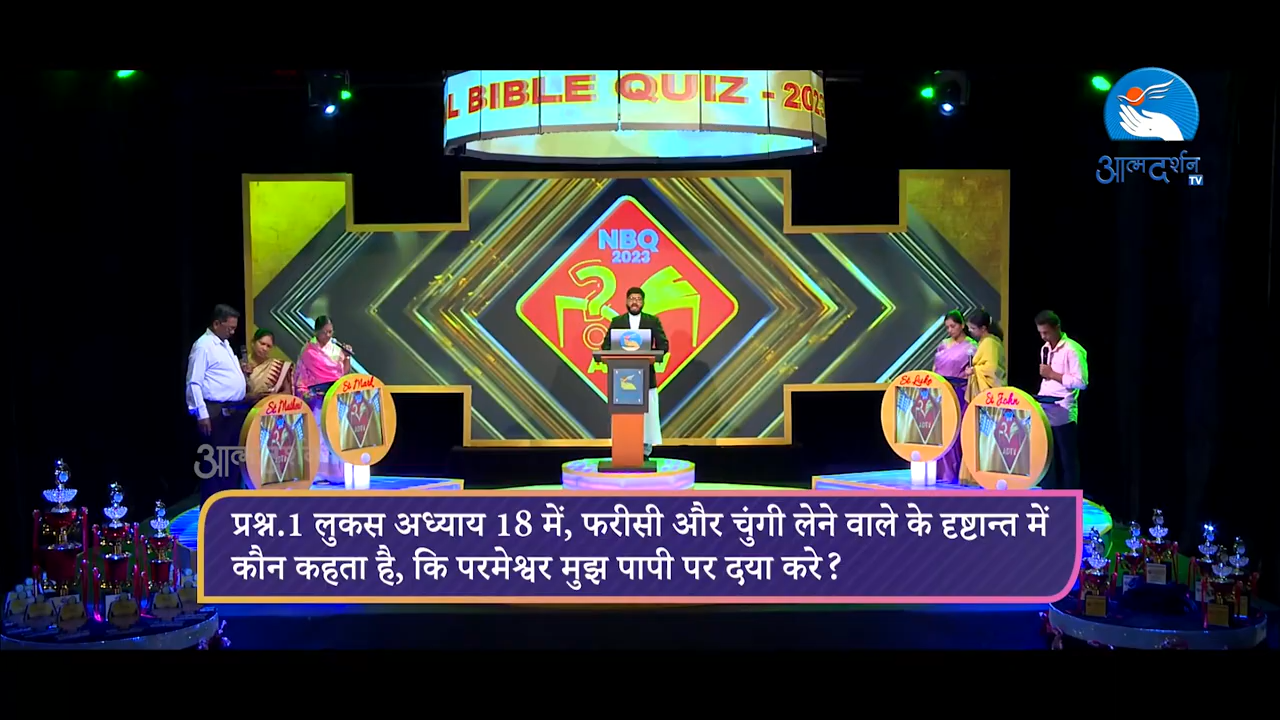 L BIBLE QUIZ - 2023
आत्मदर्शन
TV
NBQ
2023
St Mark
St Luke
St John
प्रश्न.1 लुकस अध्याय 18 में, फरीसी और चुंगी लेने वाले के दृष्टान्त में
कौन कहता है, कि परमेश्वर मुझ पापी पर दया करे?